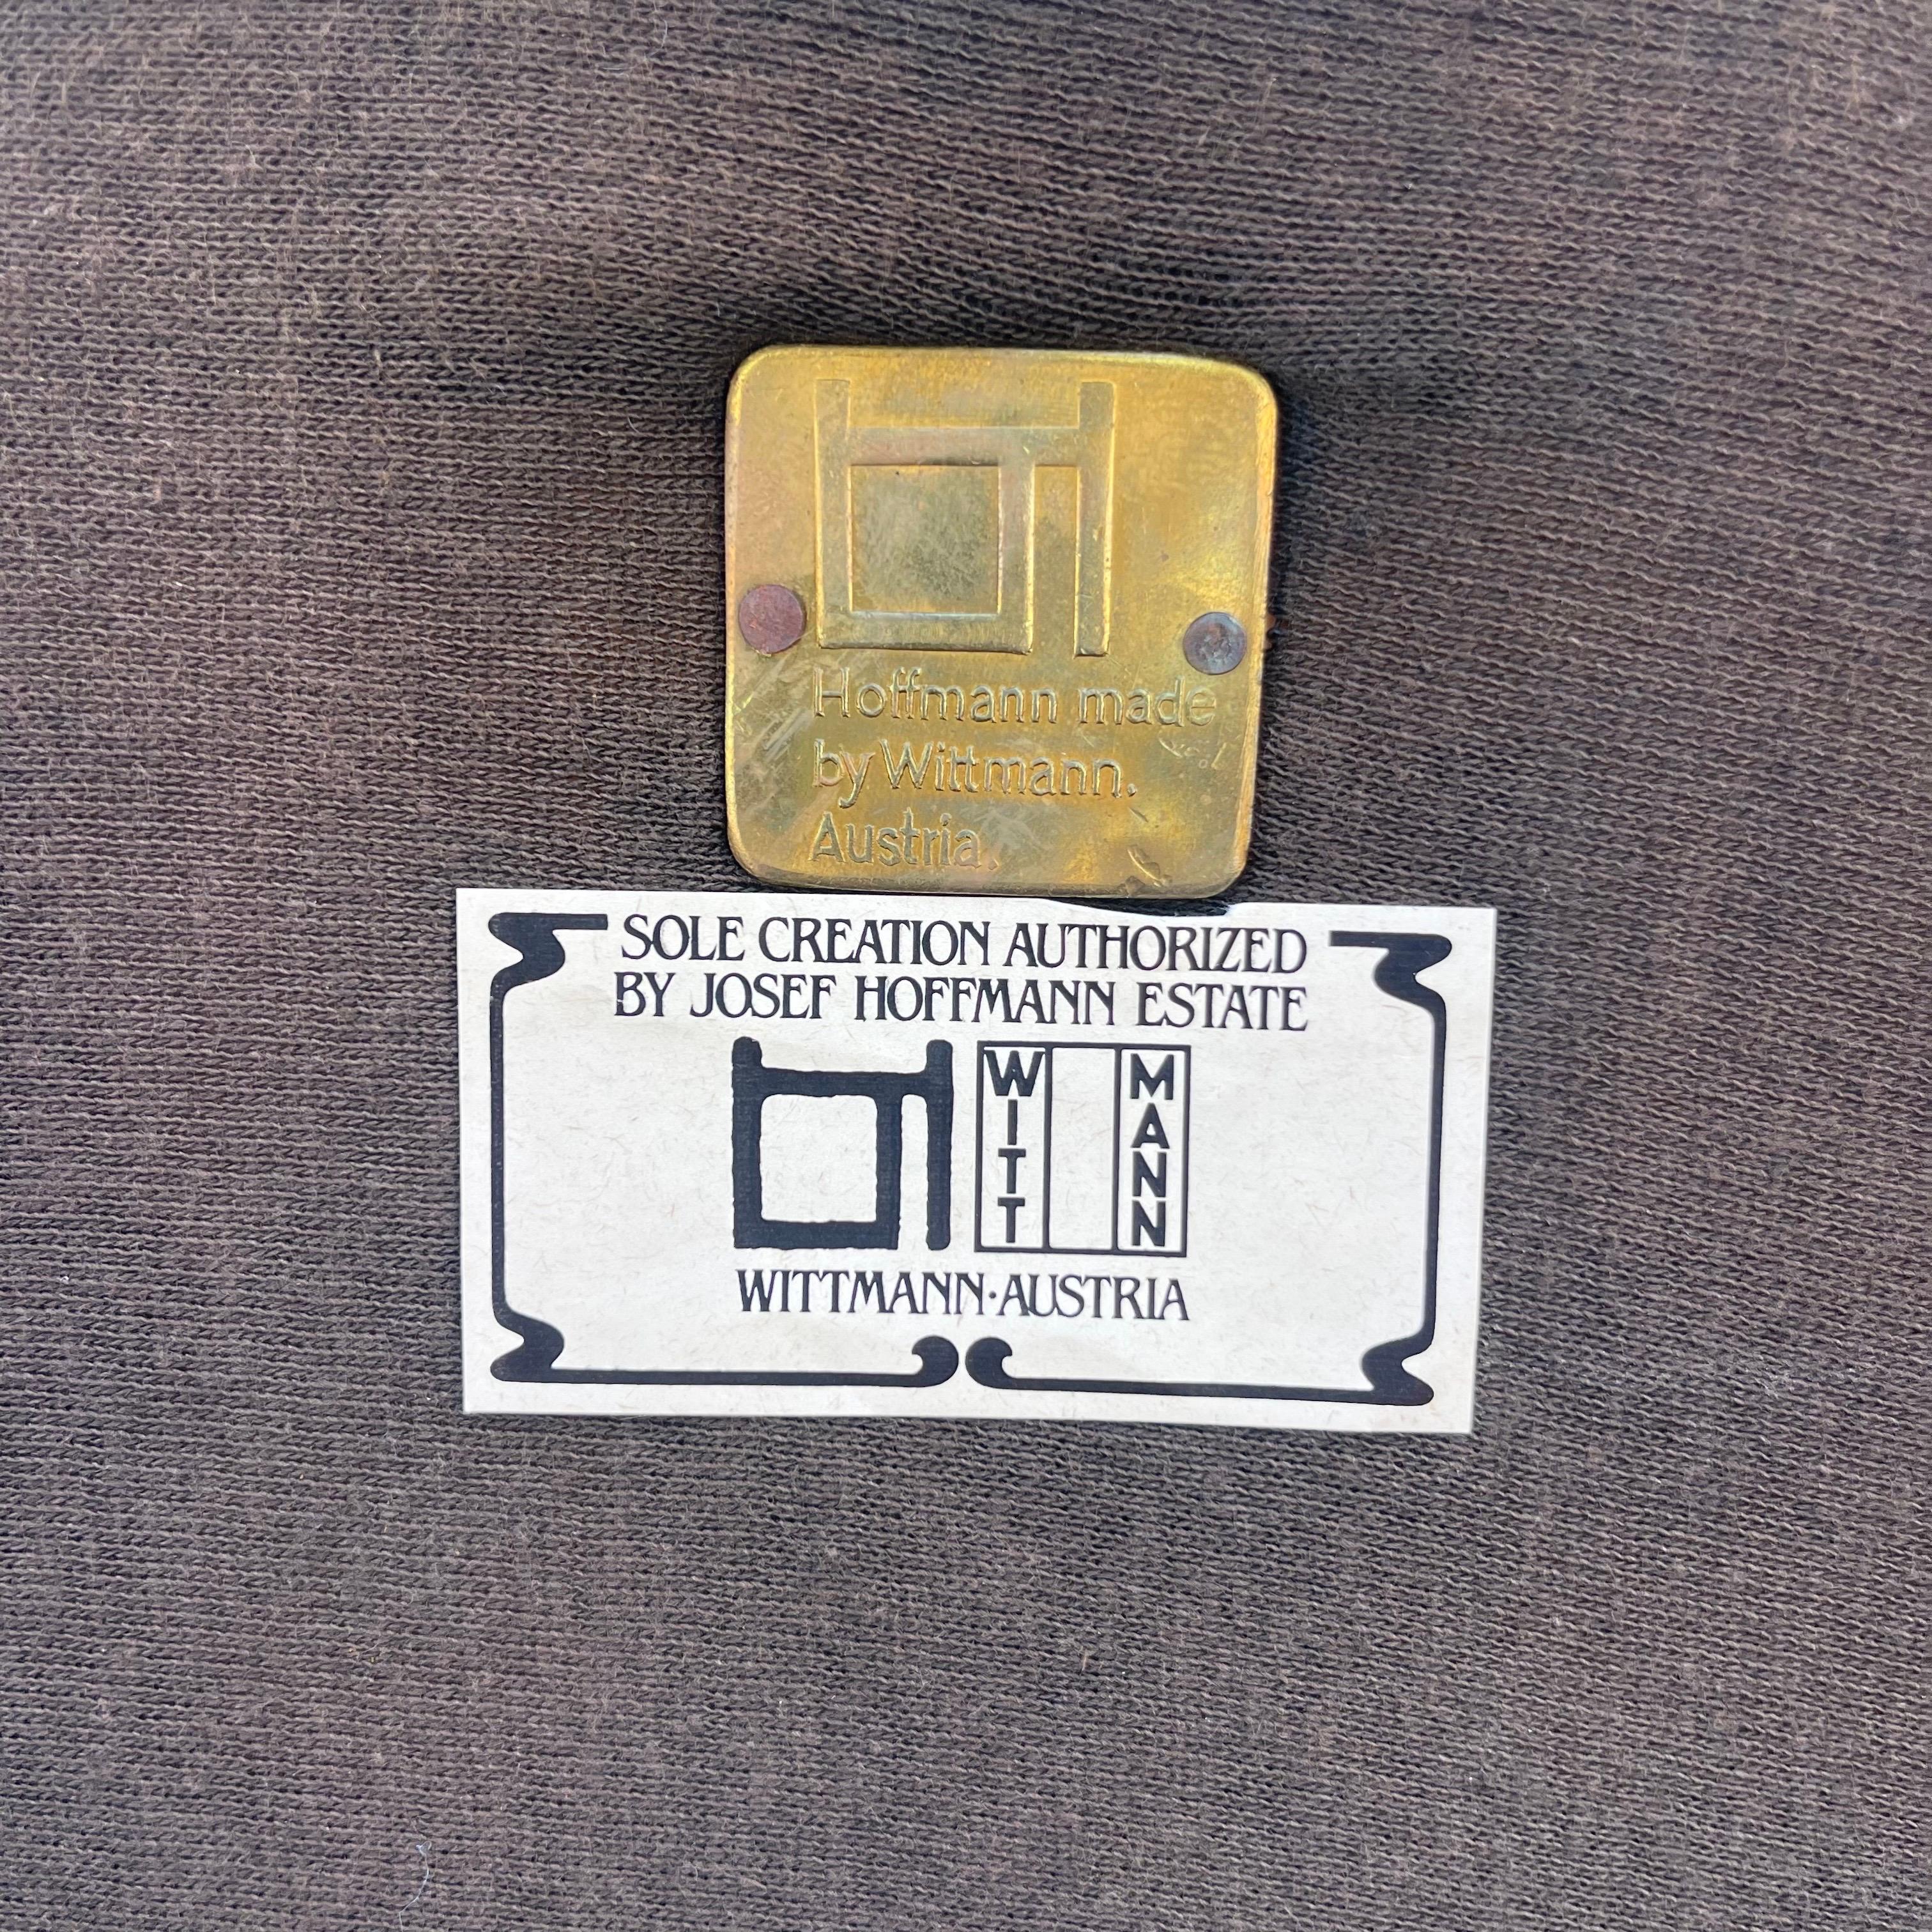 Hoffmann made
by Wittmann.
Austria.
SOLE CREATION AUTHORIZED
BY JOSEF HOFFMANN ESTATE
WITT
MANN
WITTMANN·AUSTRIA